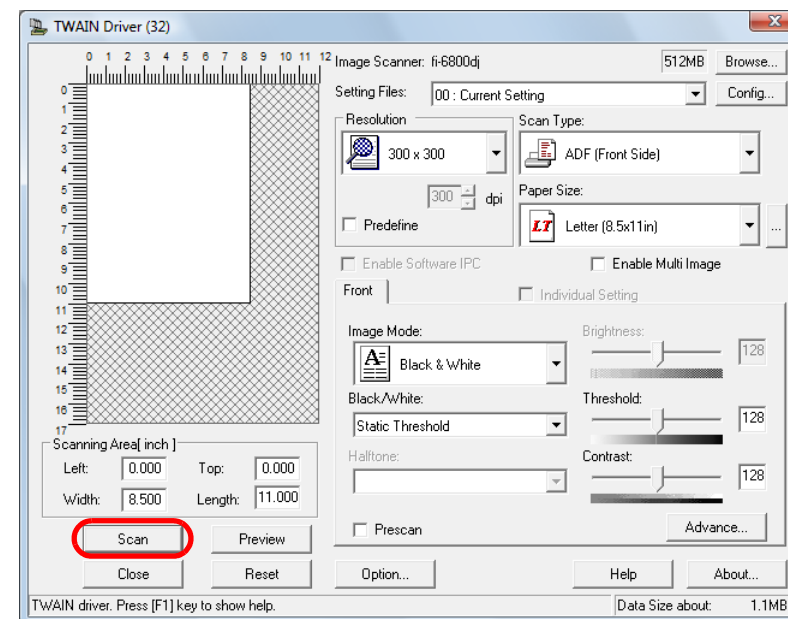 TWAIN Driver (32)
0 1 2 3 4 5 6 7 8 9 10 11 12
0
1
2
3
4
5
6
7
8
9
10
11
12
13
14
15
16
17
Image Scanner: fi-6800dj 512MB Browse...
Setting Files: 00 : Current Setting Config...
Resolution
300 x 300
300 dpi
Predefine
Scan Type:
ADF (Front Side)
Paper Size:
LT Letter (8.5x11in) ...
Enable Software IPC Enable Multi Image
Front Individual Setting
Image Mode:
A Black & White
Black/White:
Static Threshold
Halftone:
Prescan
Brightness:
128
Threshold:
128
Contrast:
128
Advance...
Scanning Area[ inch ]
Left: 0.000 Top: 0.000
Width: 8.500 Length: 11.000
Scan Preview
Close Reset Option... Help About...
TWAIN driver. Press [F1] key to show help. Data Size about: 1.1MB